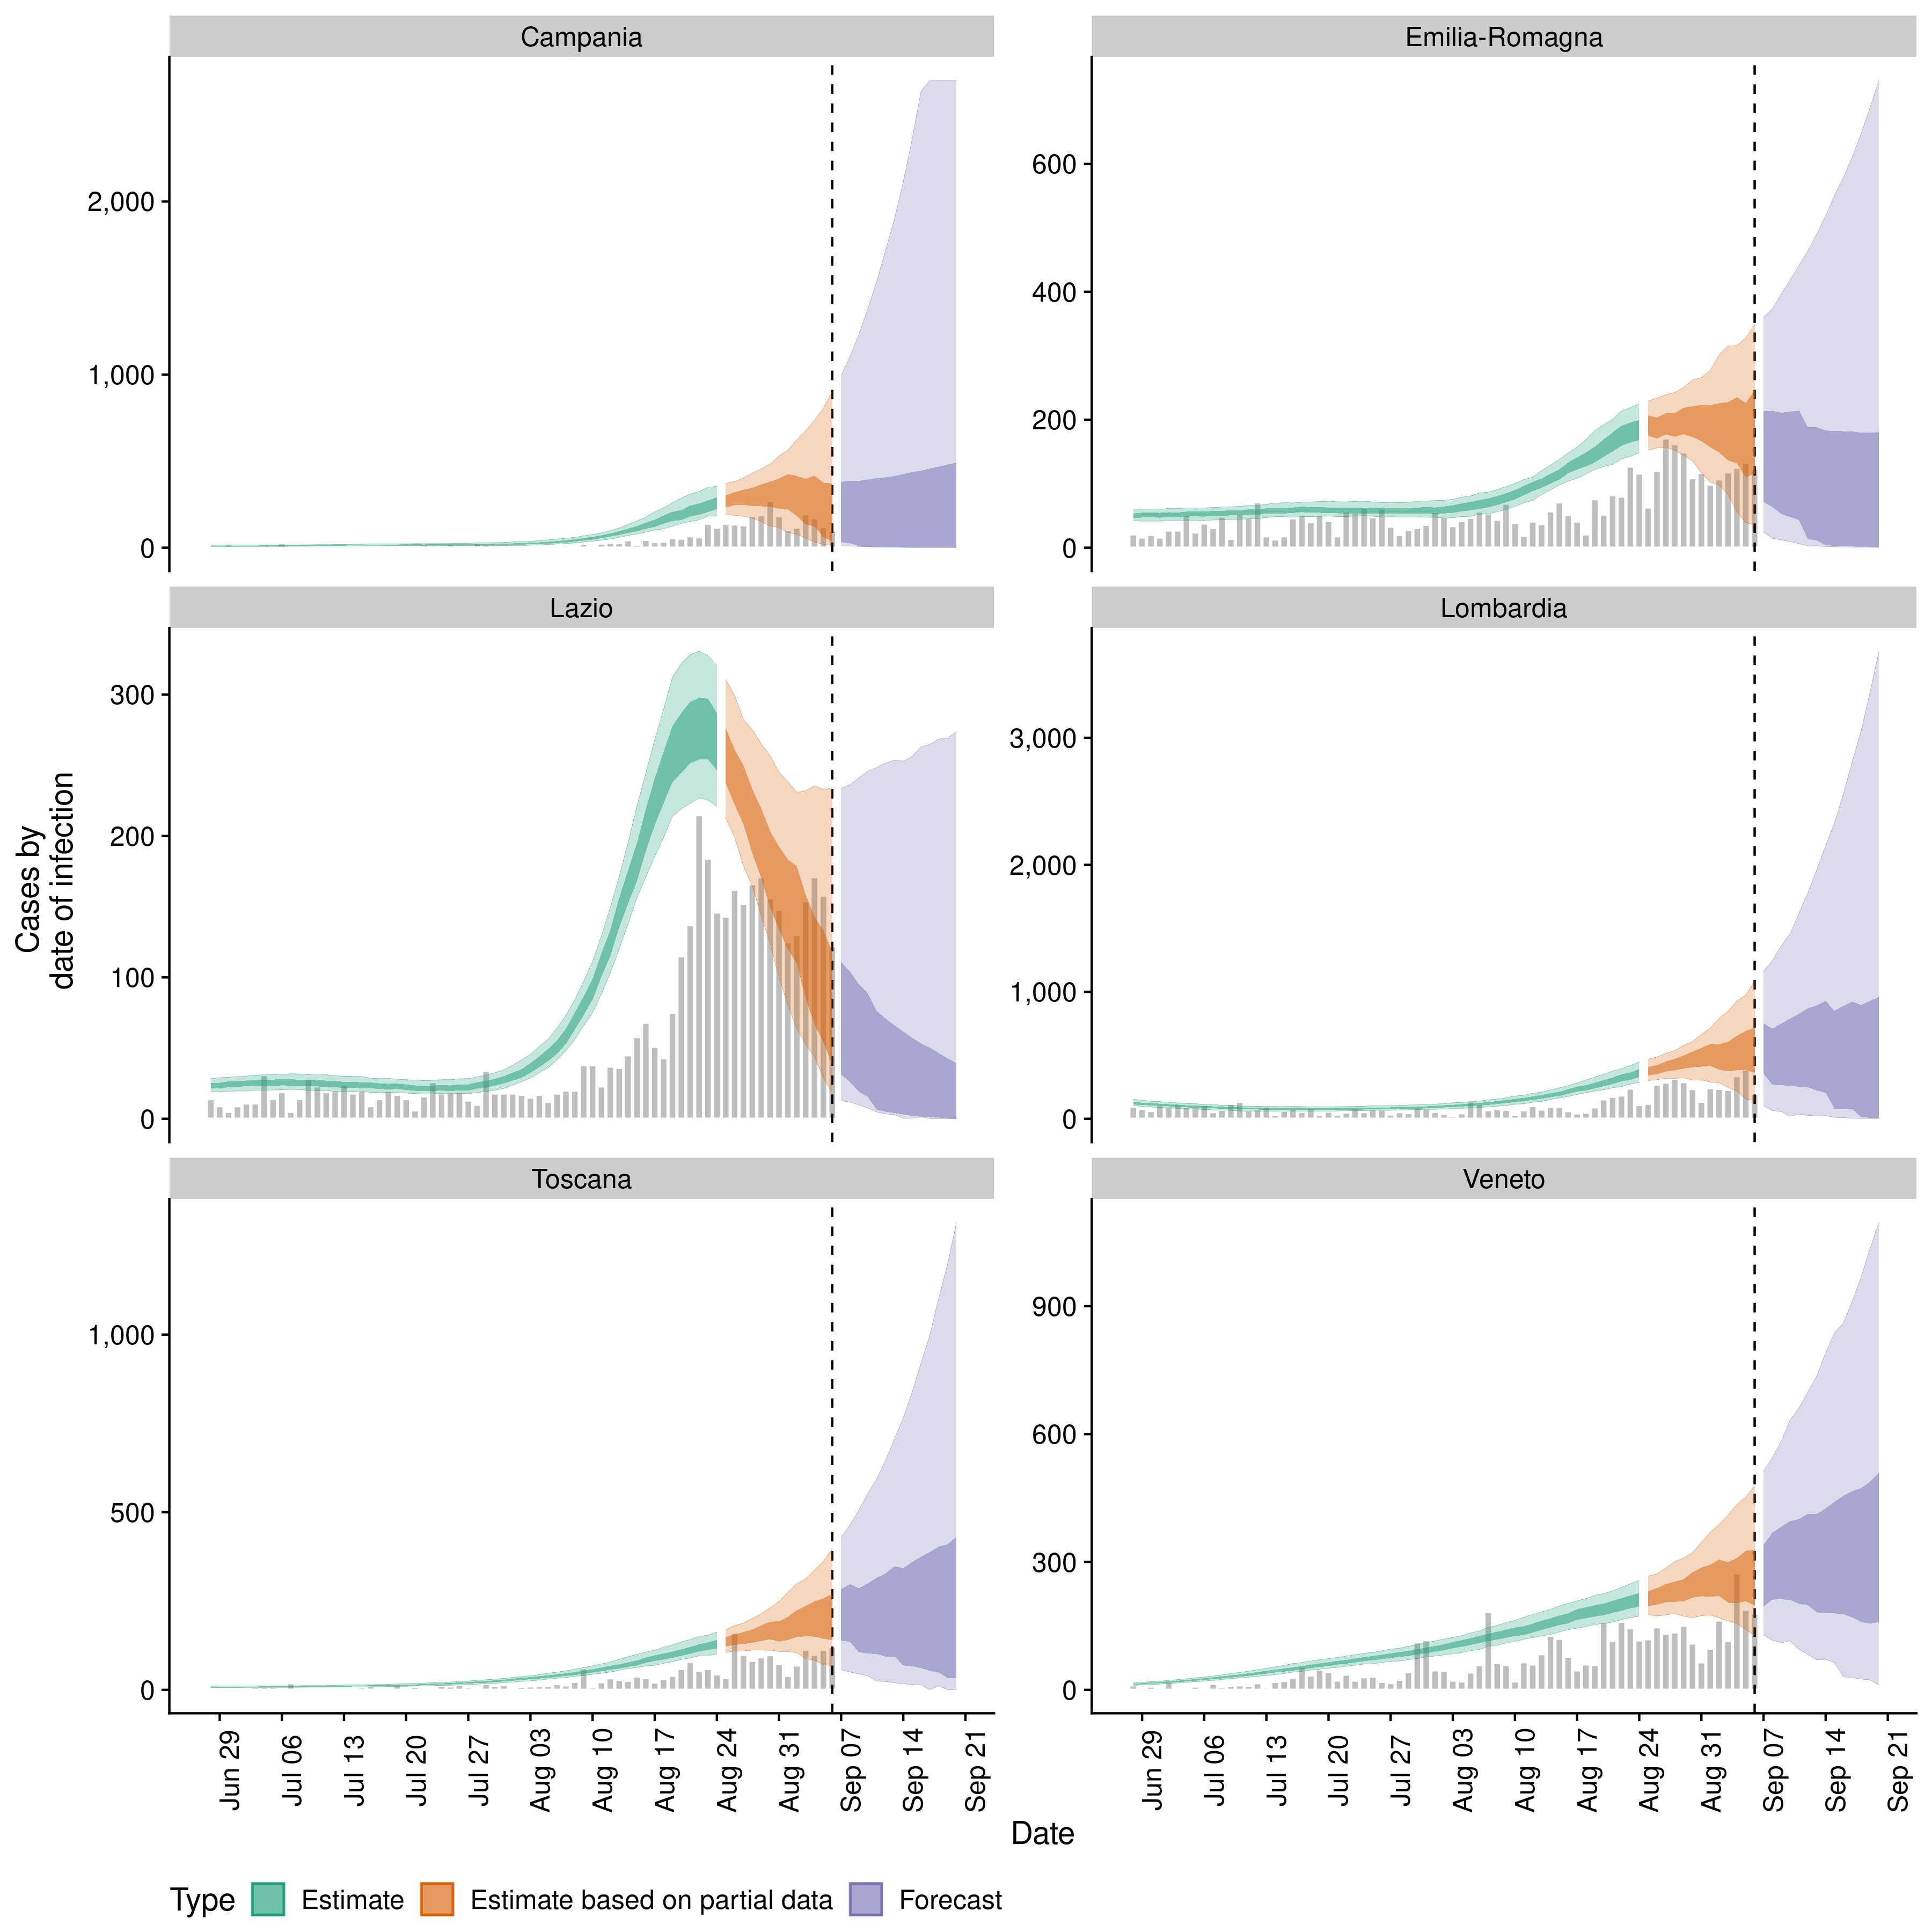 Campania
Emilia-Romagna
2,000
1,000
0
600
400
200
0
Lazio
Lombardia
300
200
100
0
3,000
2,000
1,000
0
Toscana
Veneto
1,000
500
0
900
600
300
0
Cases by
date of infection
Jun 29
Jul 06
Jul 13
Jul 20
Jul 27
Aug 03
Aug 10
Aug 17
Aug 24
Aug 31
Sep 07
Sep 14
Sep 21
Jun 29
Jul 06
Jul 13
Jul 20
Jul 27
Aug 03
Aug 10
Aug 17
Aug 24
Aug 31
Sep 07
Sep 14
Sep 21
Date
Type Estimate Estimate based on partial data Forecast